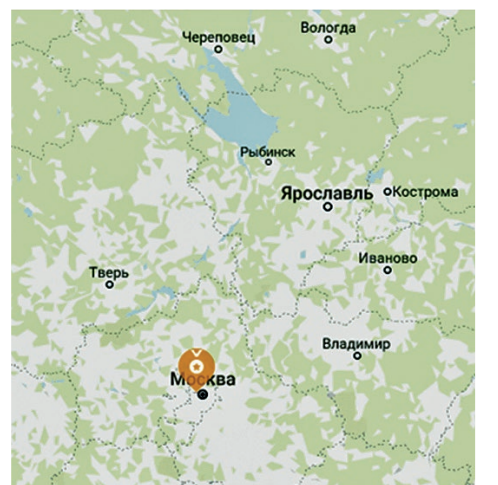 Вологда
Череповец
Рыбинск
Ярославль
Кострома
Иваново
Тверь
Владимир
Москва